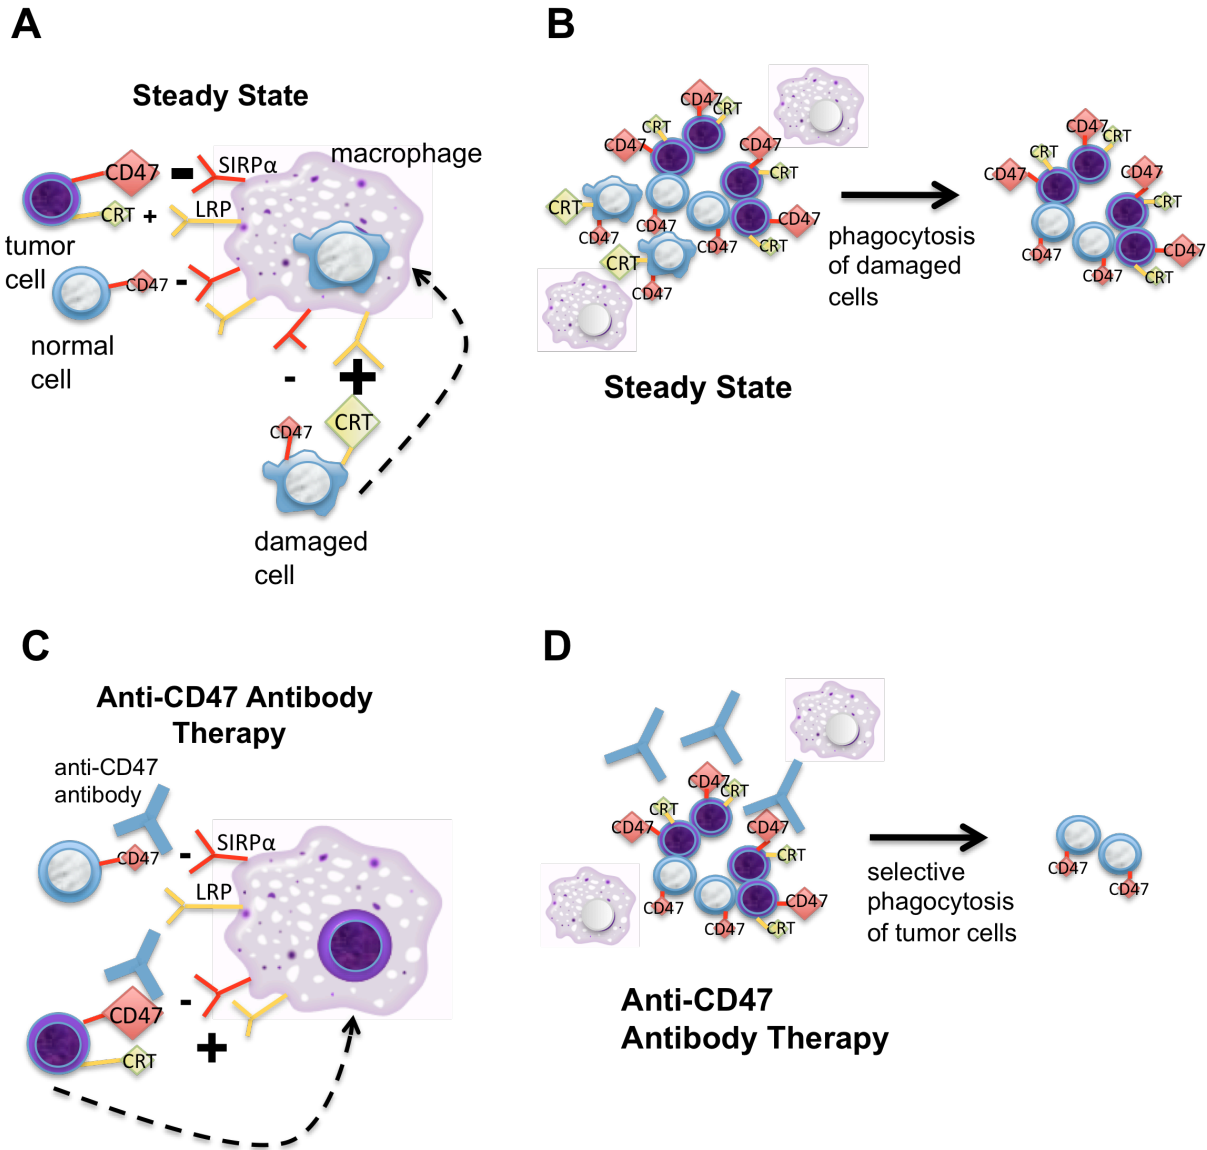 A
Steady State
macrophage
CD47
-
SIRPα
CRT
+
LRP
tumor
cell
CD47
-
normal
cell
-
+
CD47
CRT
damaged
cell
B
CD47
CRT
CRT
CD47
CD47
CRT
CRT
CD47
CD47
CD47
CD47
CRT
CRT
CD47
phagocytosis
of damaged
cells
CD47
CRT
CRT
CD47
CD47
CRT
CD47
CD47
CD47
CRT
Steady State
C
Anti-CD47 Antibody
Therapy
anti-CD47
antibody
CD47
-
SIRPα
LRP
CD47
-
CRT
+
D
CD47
CRT
CRT
CD47
CD47
CRT
CD47
CD47
CD47
CRT
selective
phagocytosis
of tumor cells
CD47
CD47
Anti-CD47
Antibody Therapy